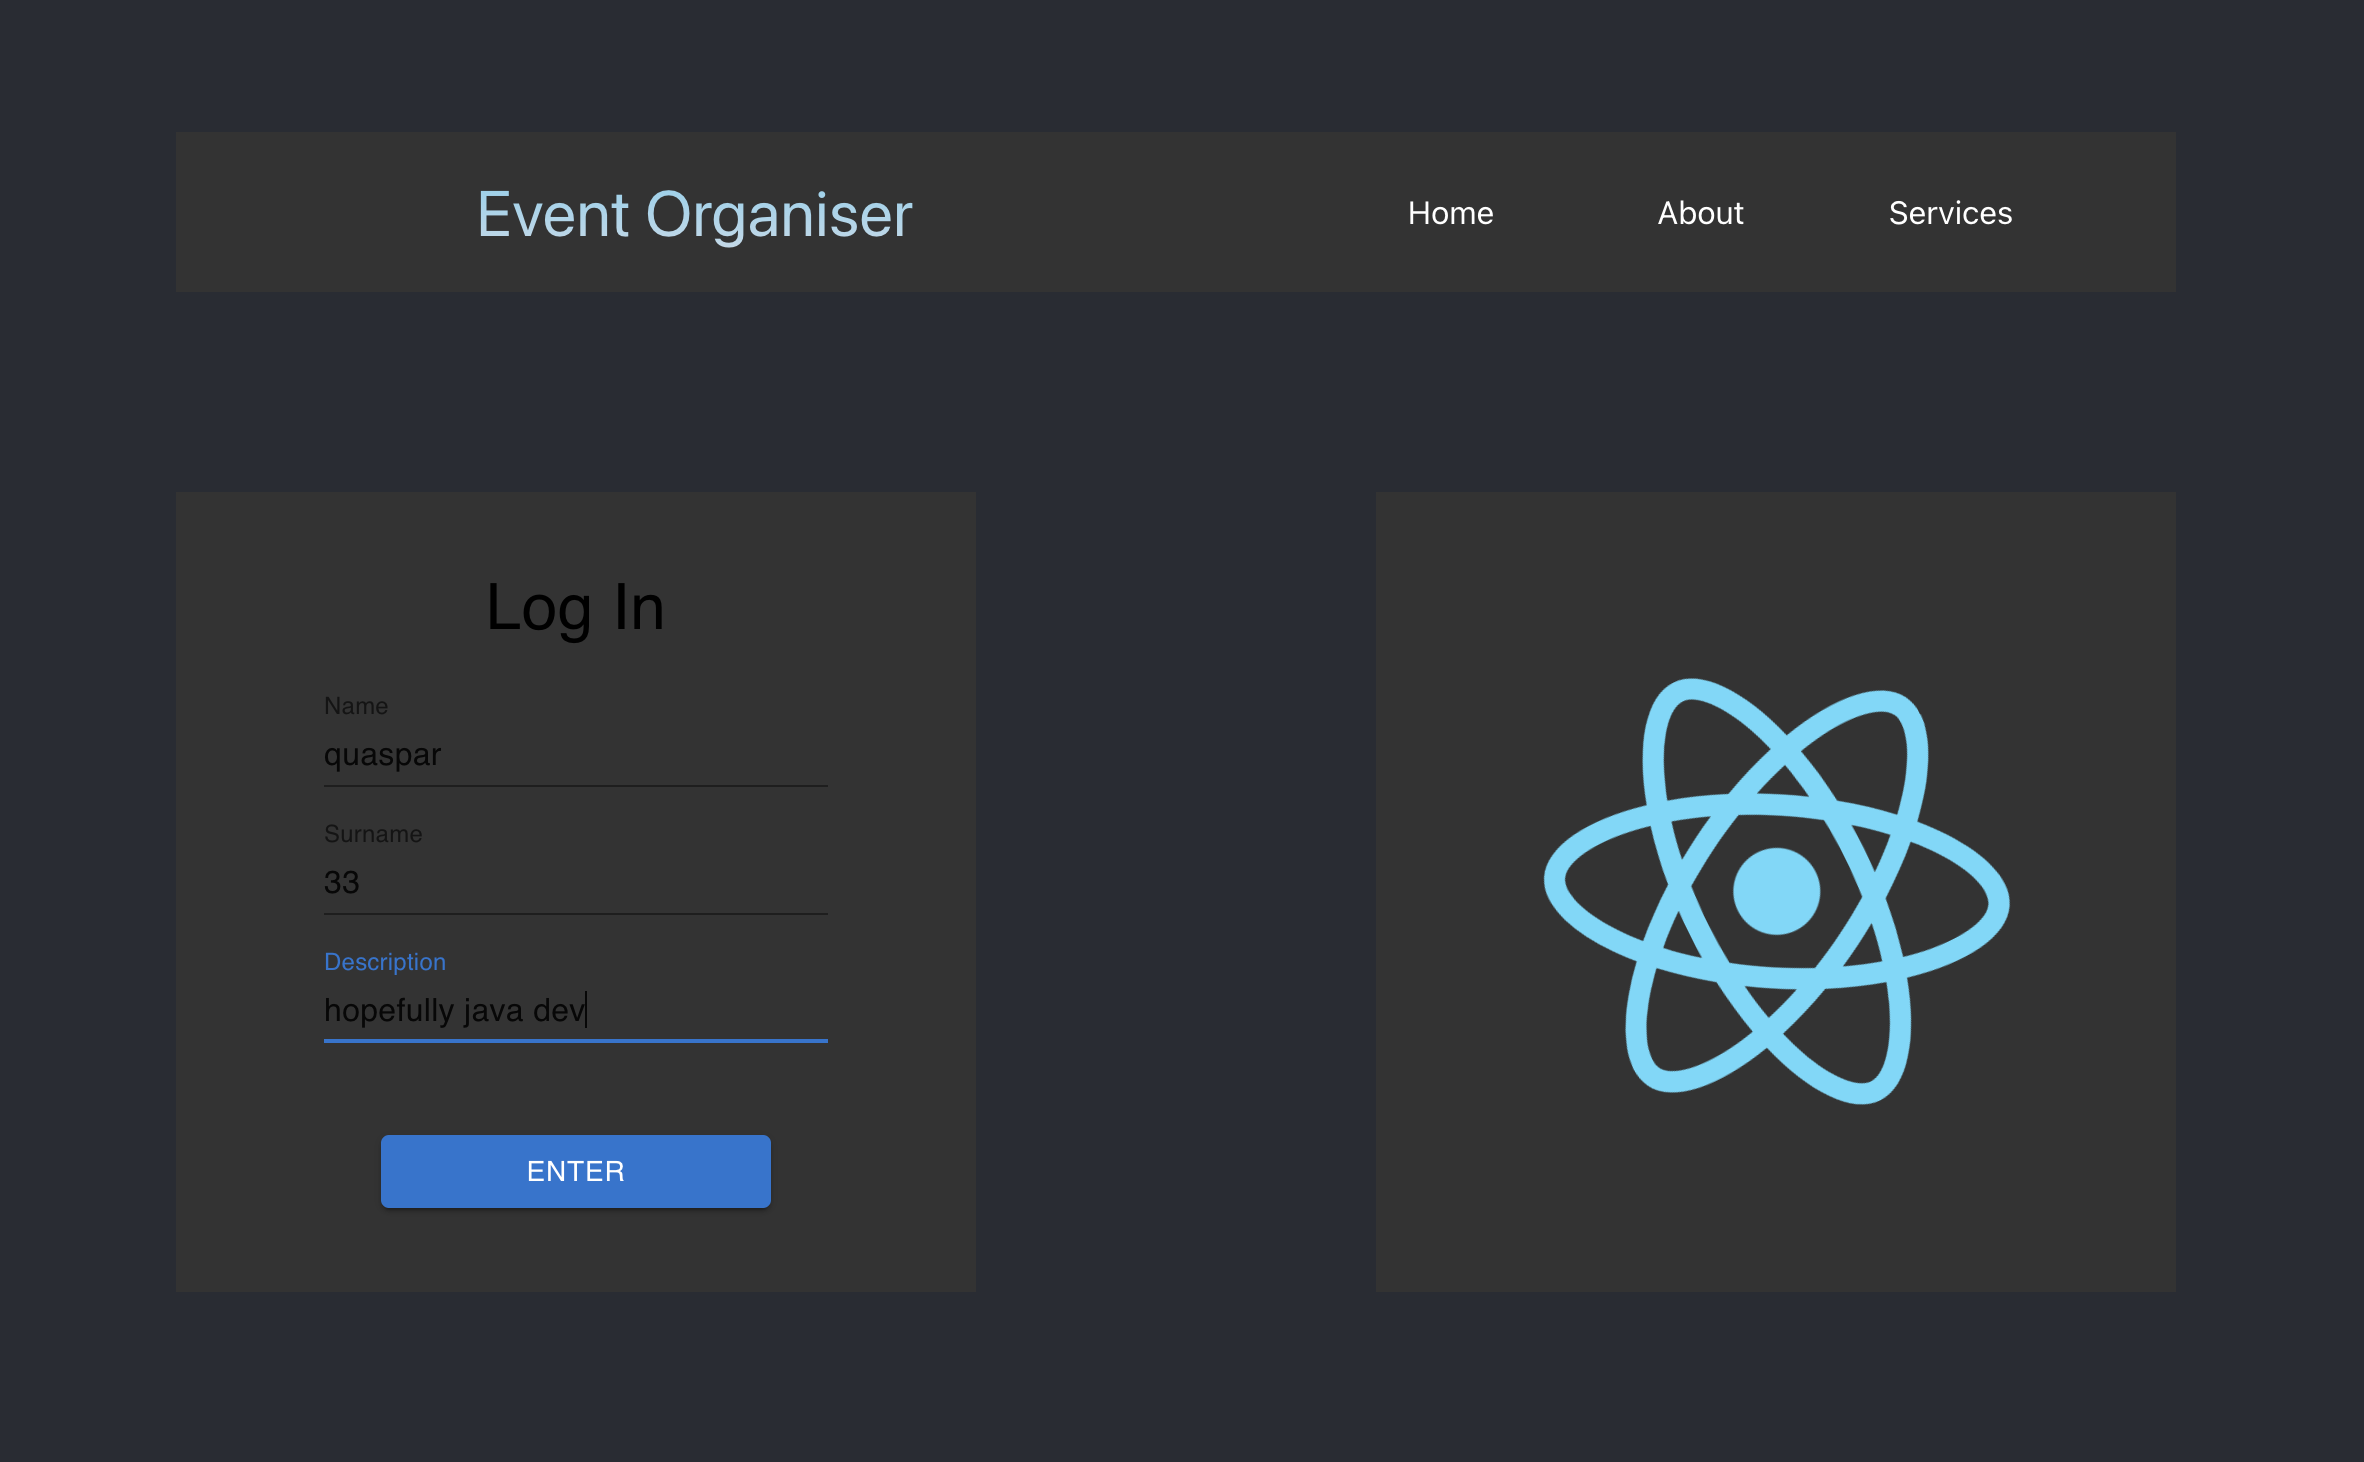 Event Organiser
Home About Services
Log In
Name
quaspar
Surname
33
Description
hopefully java dev
ENTER